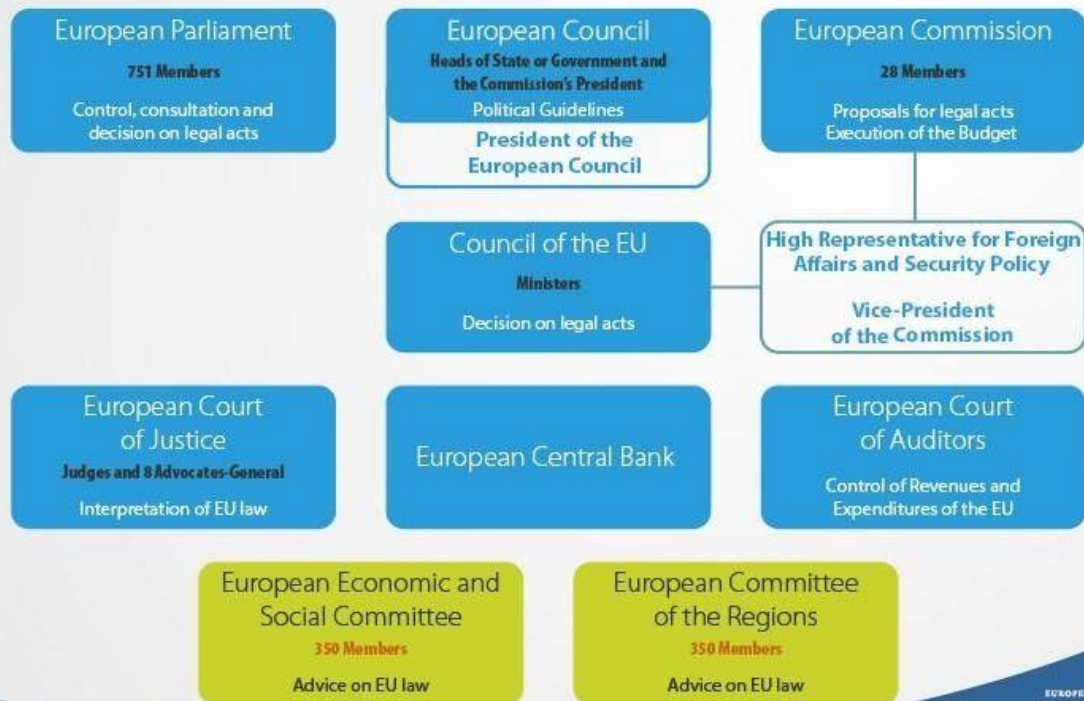 European Parliament
751 Members
Control, consultation and
decision on legal acts
European Council
Heads of State or Government and
the Commission's President
Political Guidelines
President of the
European Council
European Commission
28 Members
Proposals for legal acts
Execution of the Budget
Council of the EU
Ministers
Decision on legal acts
High Representative for Foreign
Affairs and Security Policy
Vice-President
of the Commission
European Court
of Justice
Judges and 8 Advocates-General
Interpretation of EU law
European Central Bank
European Court
of Auditors
Control of Revenues and
Expenditures of the EU
European Economic and
Social Committee
350 Members
Advice on EU law
European Committee
of the Regions
350 Members
Advice on EU law
EUROPE